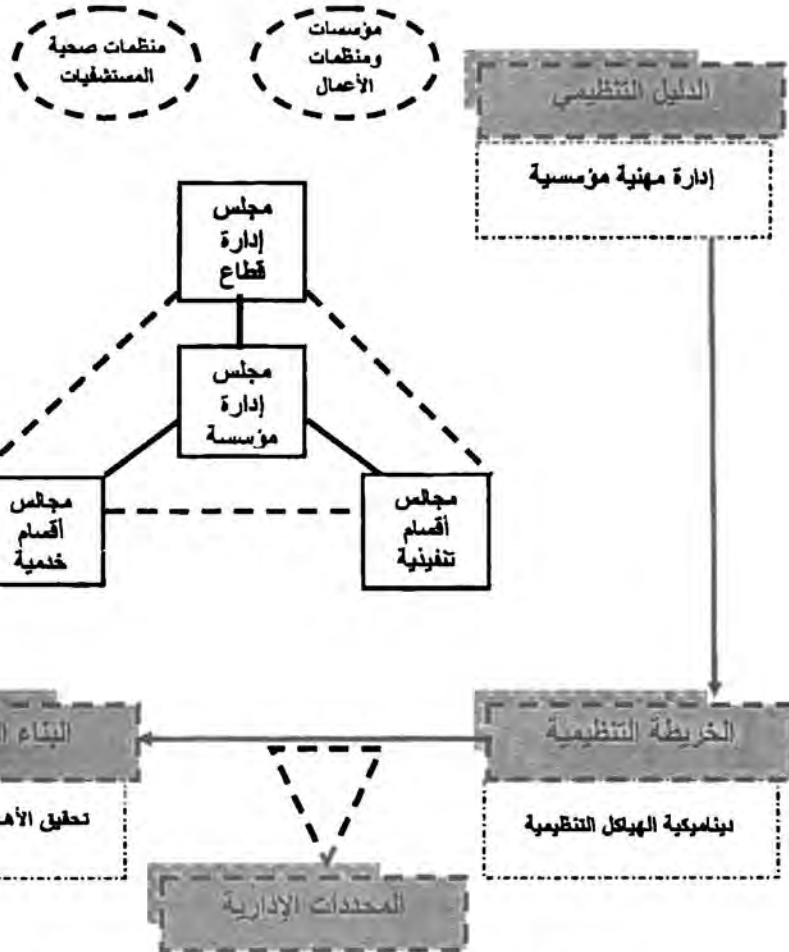 مؤسسات
ومنظمات
الأعمال
منظمات صحية
المستشفيات
الدليل التنظيمي
إدارة مهنية مؤسسية
مجلس
إدارة
قطاع
مجلس
إدارة
مؤسسة
مجالس
أقسام
تنفيذية
مجالس
أقسام
خدمية
الخريطة التنظيمية
ديناميكية الهياكل التنظيمية
البناء
تحقيق
المحددات الإدارية